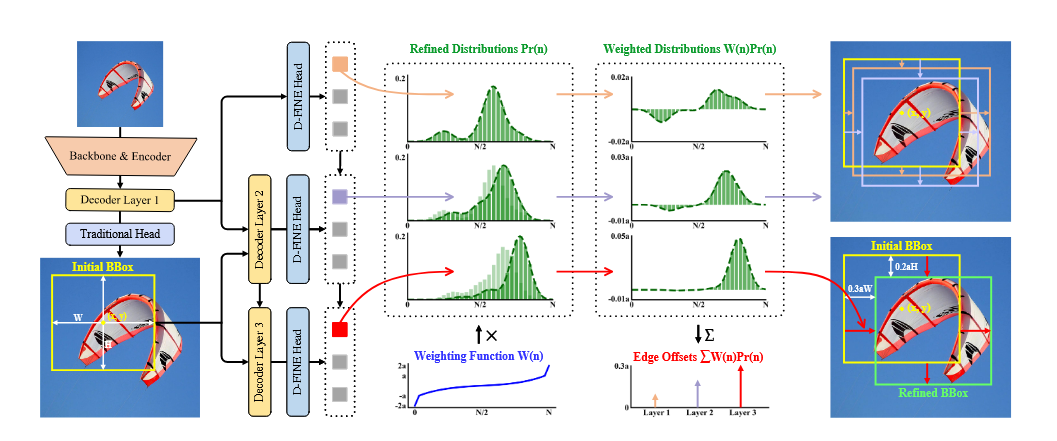 Refined Distributions Pr(n)
Weighted Distributions W(n)Pr(n)
Backbone & Encoder
Decoder Layer 1
Traditional Head
Initial BBox
W
(x, y)
H
Decoder Layer 2
Decoder Layer 3
D-FINE Head
D-FINE Head
D-FINE Head
0.2
0
N/2
N
0.2
0
N/2
N
0.2
0
N/2
N
0.02a
-0.02a
N/2
N
0.03a
-0.01a
N/2
N
0.05a
-0.01a
N/2
N
×
Σ
Weighting Function W(n)
2a
a
-a
-2a
0
N/2
N
Edge Offsets ∑W(n)Pr(n)
0.3a
0
Layer 1
Layer 2
Layer 3
(x, y)
Initial BBox
0.2aH
0.3aW
(x, y)
Refined BBox